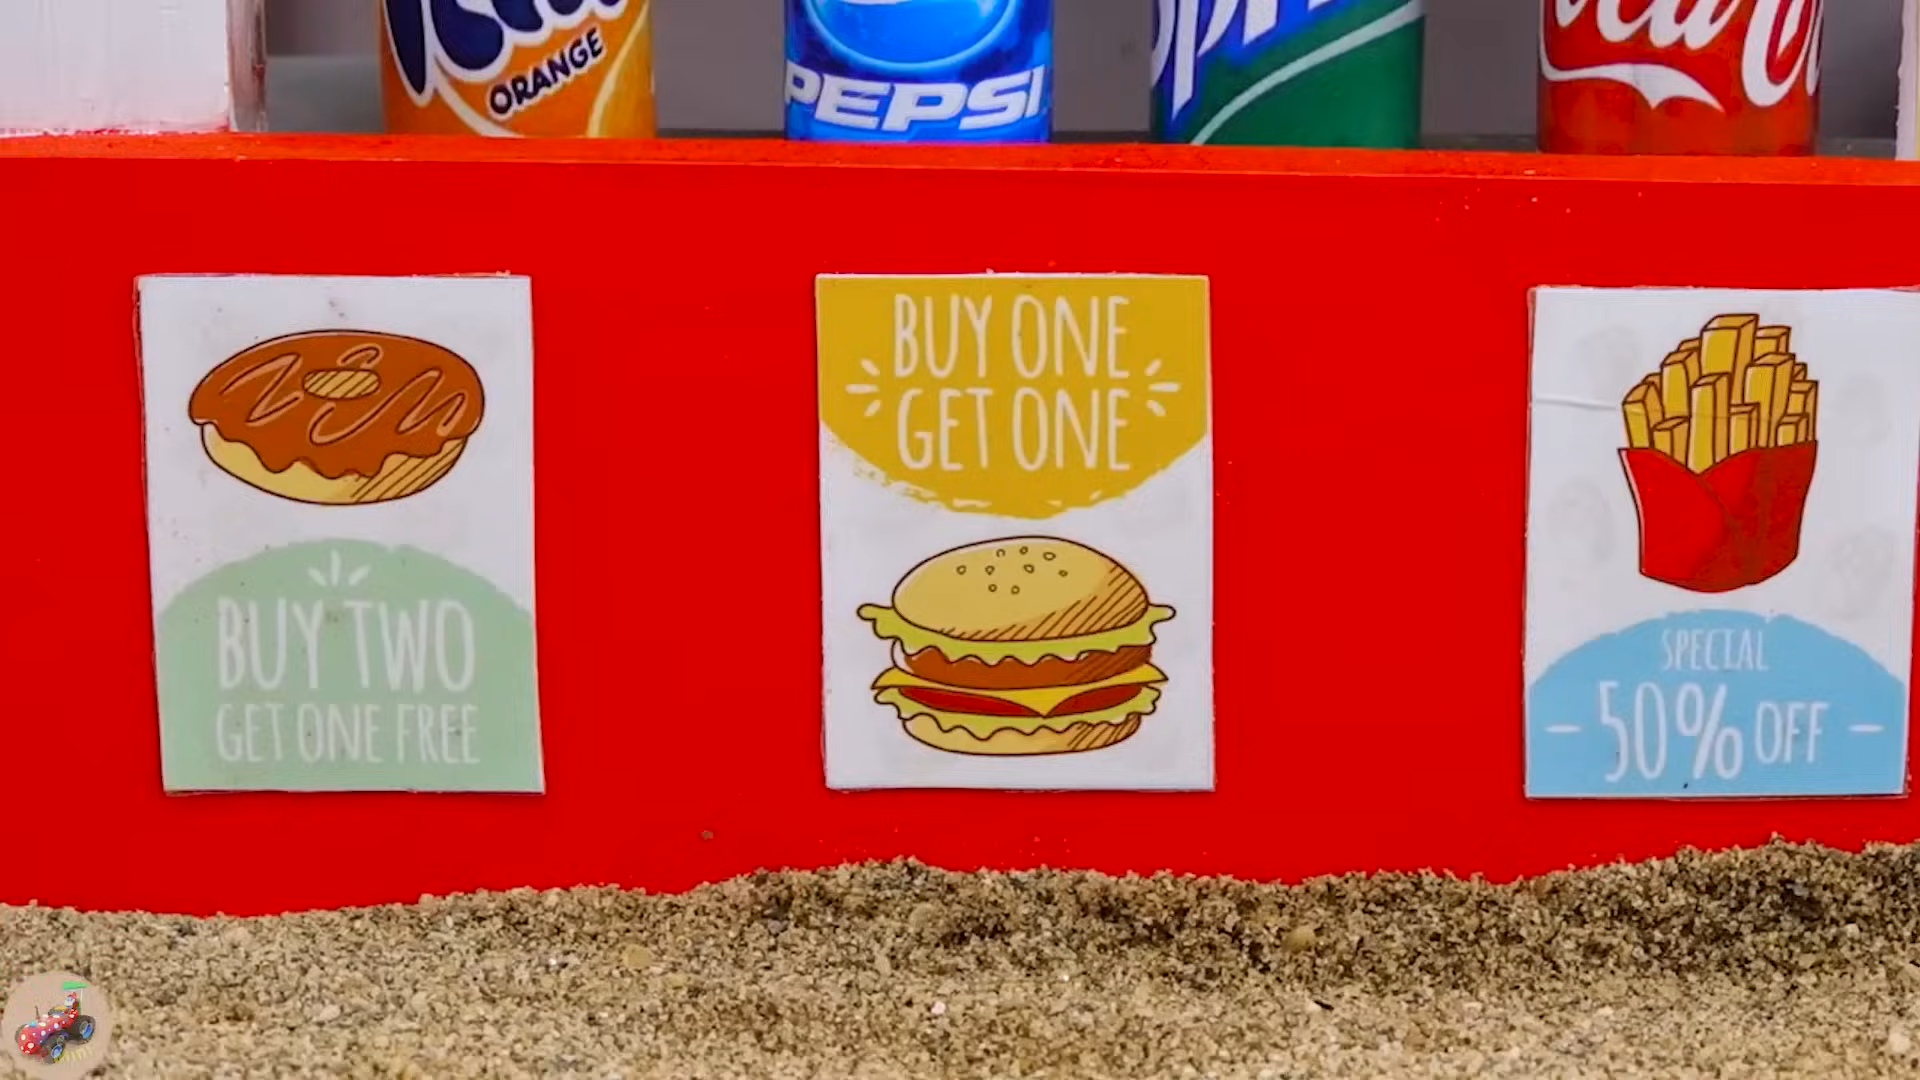 ORANGE
PEPSI
BUY TWO
GET ONE FREE
BUY ONE
GET ONE
SPECIAL
50% OFF